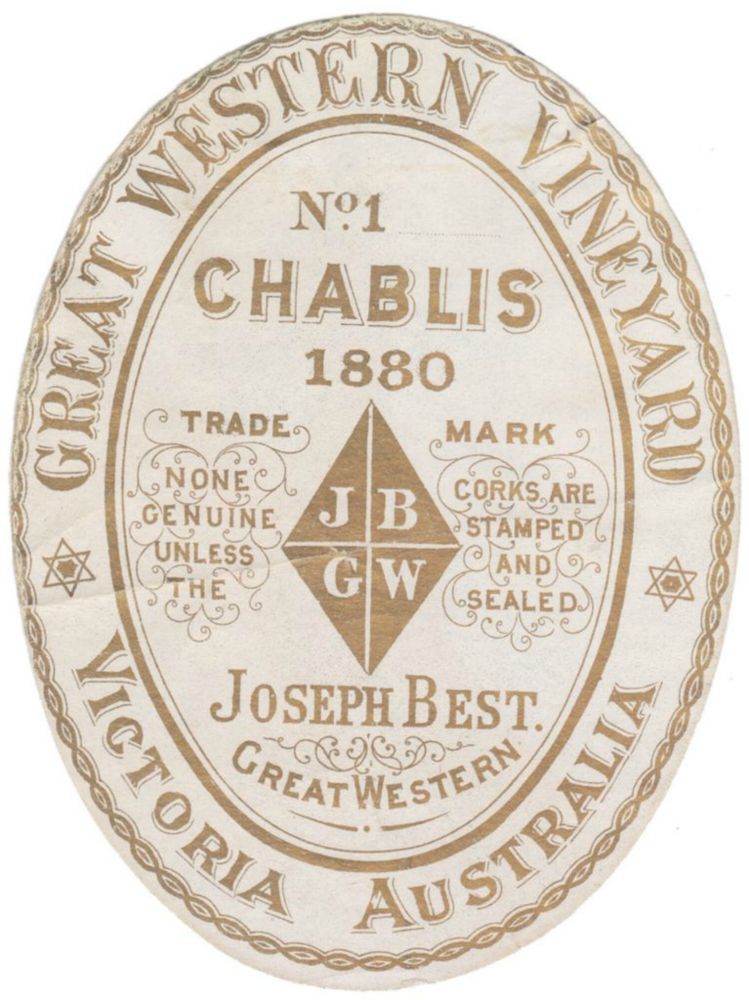 GREAT WESTERN VINEYARD
No. 1
CHABLIS
1880
TRADE MARK
NONE
GENUINE
UNLESS
THE
J B
G W
CORKS ARE
STAMPED
AND
SEALED.
JOSEPH BEST.
GREAT WESTERN
VICTORIA AUSTRALIA